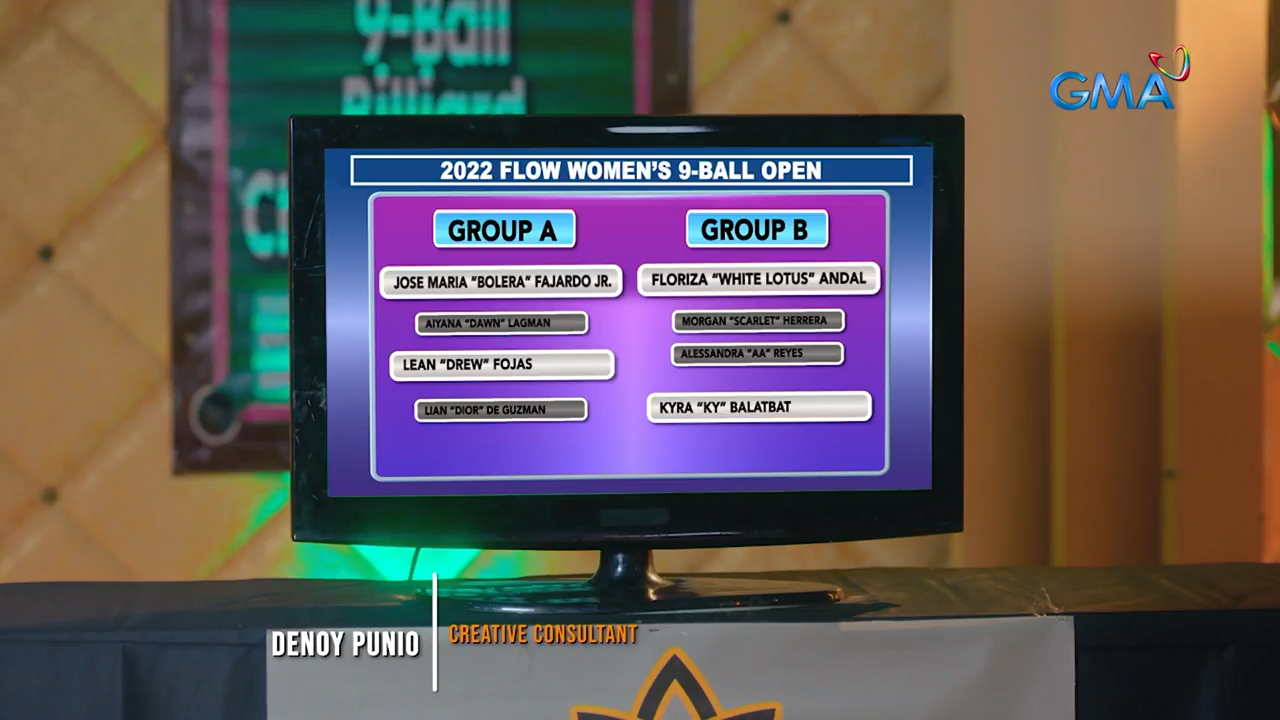 9-Ball
Billiard
GMA
2022 FLOW WOMEN'S 9-BALL OPEN
GROUP A
JOSE MARIA "BOLERA" FAJARDO JR.
AIYANA "DAWN" LAGMAN
LEAN "DREW" FOJAS
LIAN "DIOR" DE GUZMAN
GROUP B
FLORIZA "WHITE LOTUS" ANDAL
MORGAN "SCARLET" HERRERA
ALESSANDRA "AA" REYES
KYRA "KY" BALATBAT
DENOY PUNIO
CREATIVE CONSULTANT